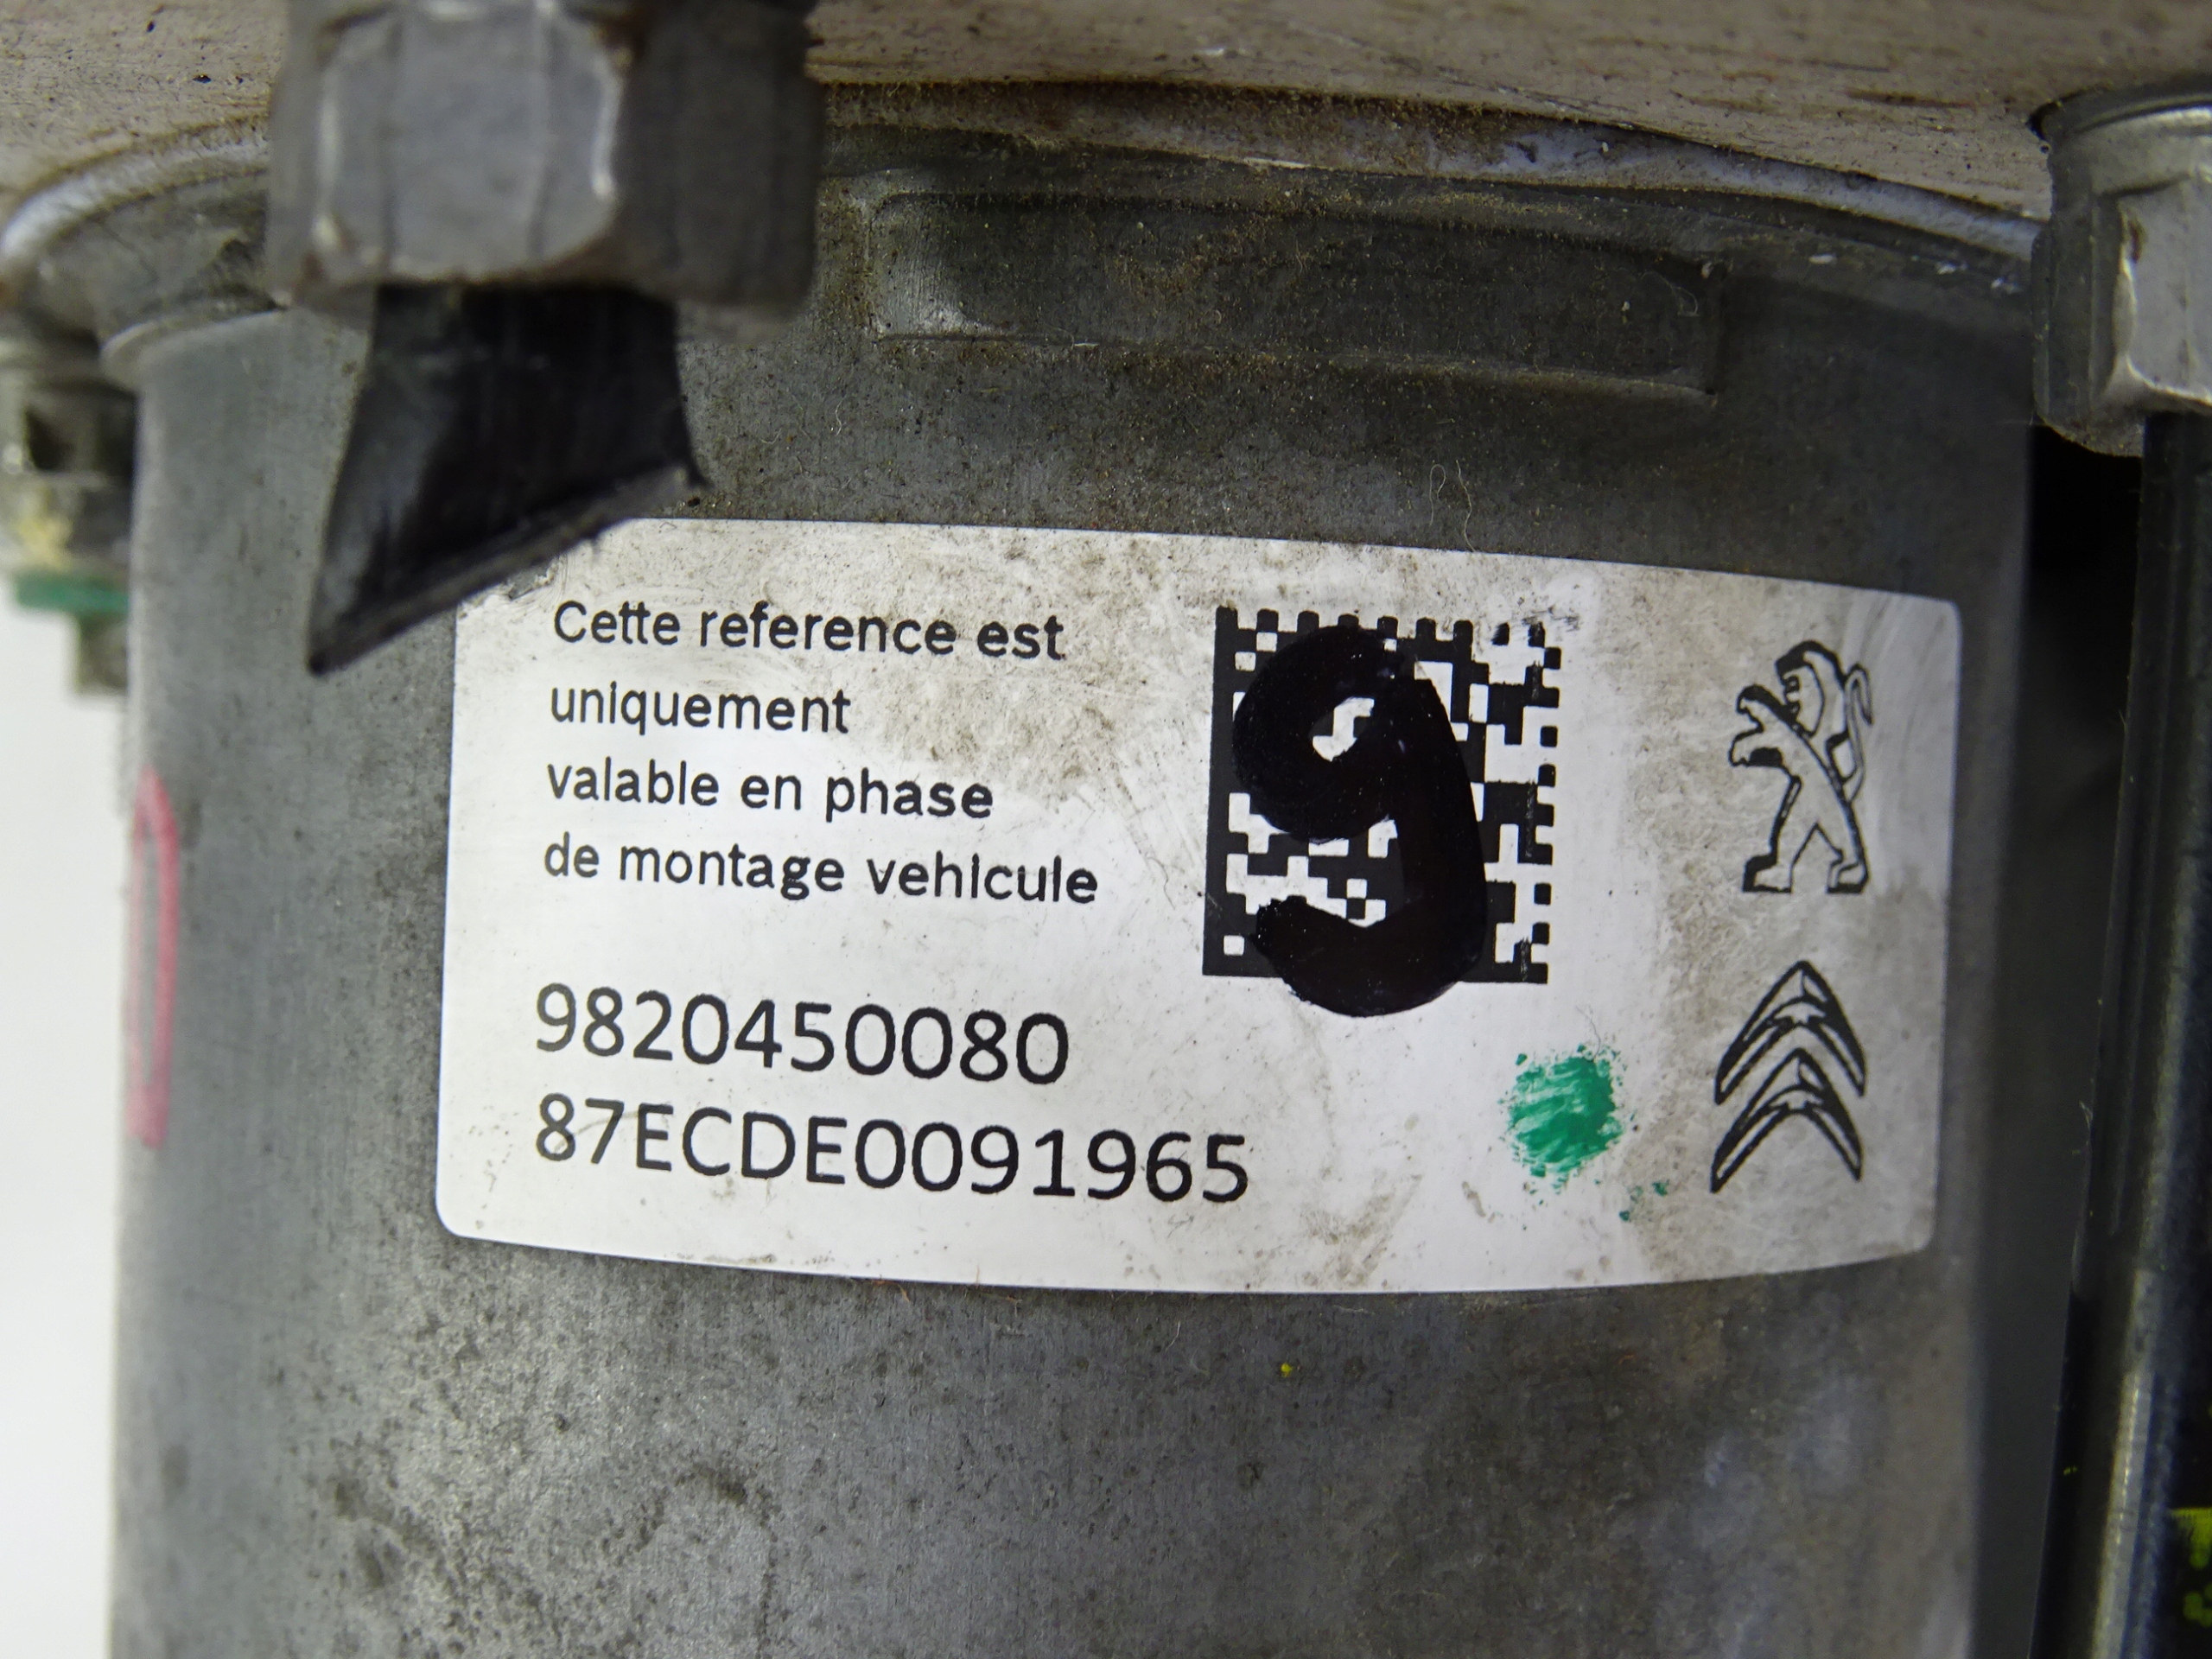 Cette reference est
uniquement
valable en phase
de montage vehicule
9
9820450080
87ECDE0091965